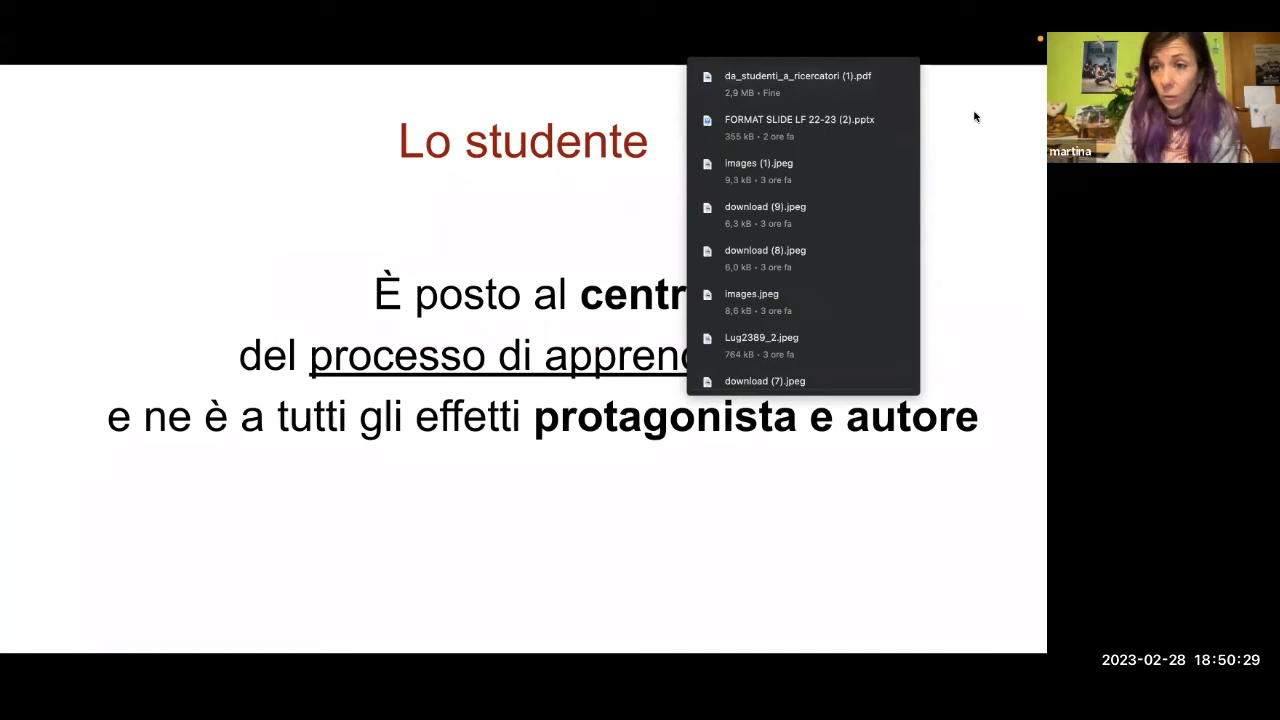 Lo studente
È posto al centr
del processo di appren
e ne è a tutti gli effetti protagonista e autore
da_studenti_a_ricercatori (1).pdf
2,9 MB • Fine
FORMAT SLIDE LF 22-23 (2).pptx
355 kB • 2 ore fa
images (1).jpeg
9,3 kB • 3 ore fa
download (9).jpeg
6,3 kB • 3 ore fa
download (8).jpeg
6,0 kB • 3 ore fa
images.jpeg
8,6 kB • 3 ore fa
Lug2389_2.jpeg
764 kB • 3 ore fa
download (7).jpeg
martina
2023-02-28 18:50:29